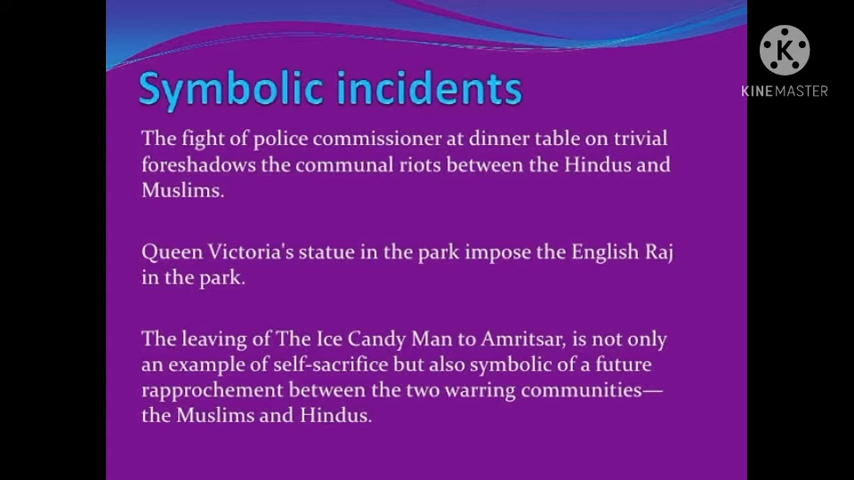 KINEMASTER
Symbolic incidents
The fight of police commissioner at dinner table on trivial
foreshadows the communal riots between the Hindus and
Muslims.
Queen Victoria's statue in the park impose the English Raj
in the park.
The leaving of The Ice Candy Man to Amritsar, is not only
an example of self-sacrifice but also symbolic of a future
rapprochement between the two warring communities—
the Muslims and Hindus.